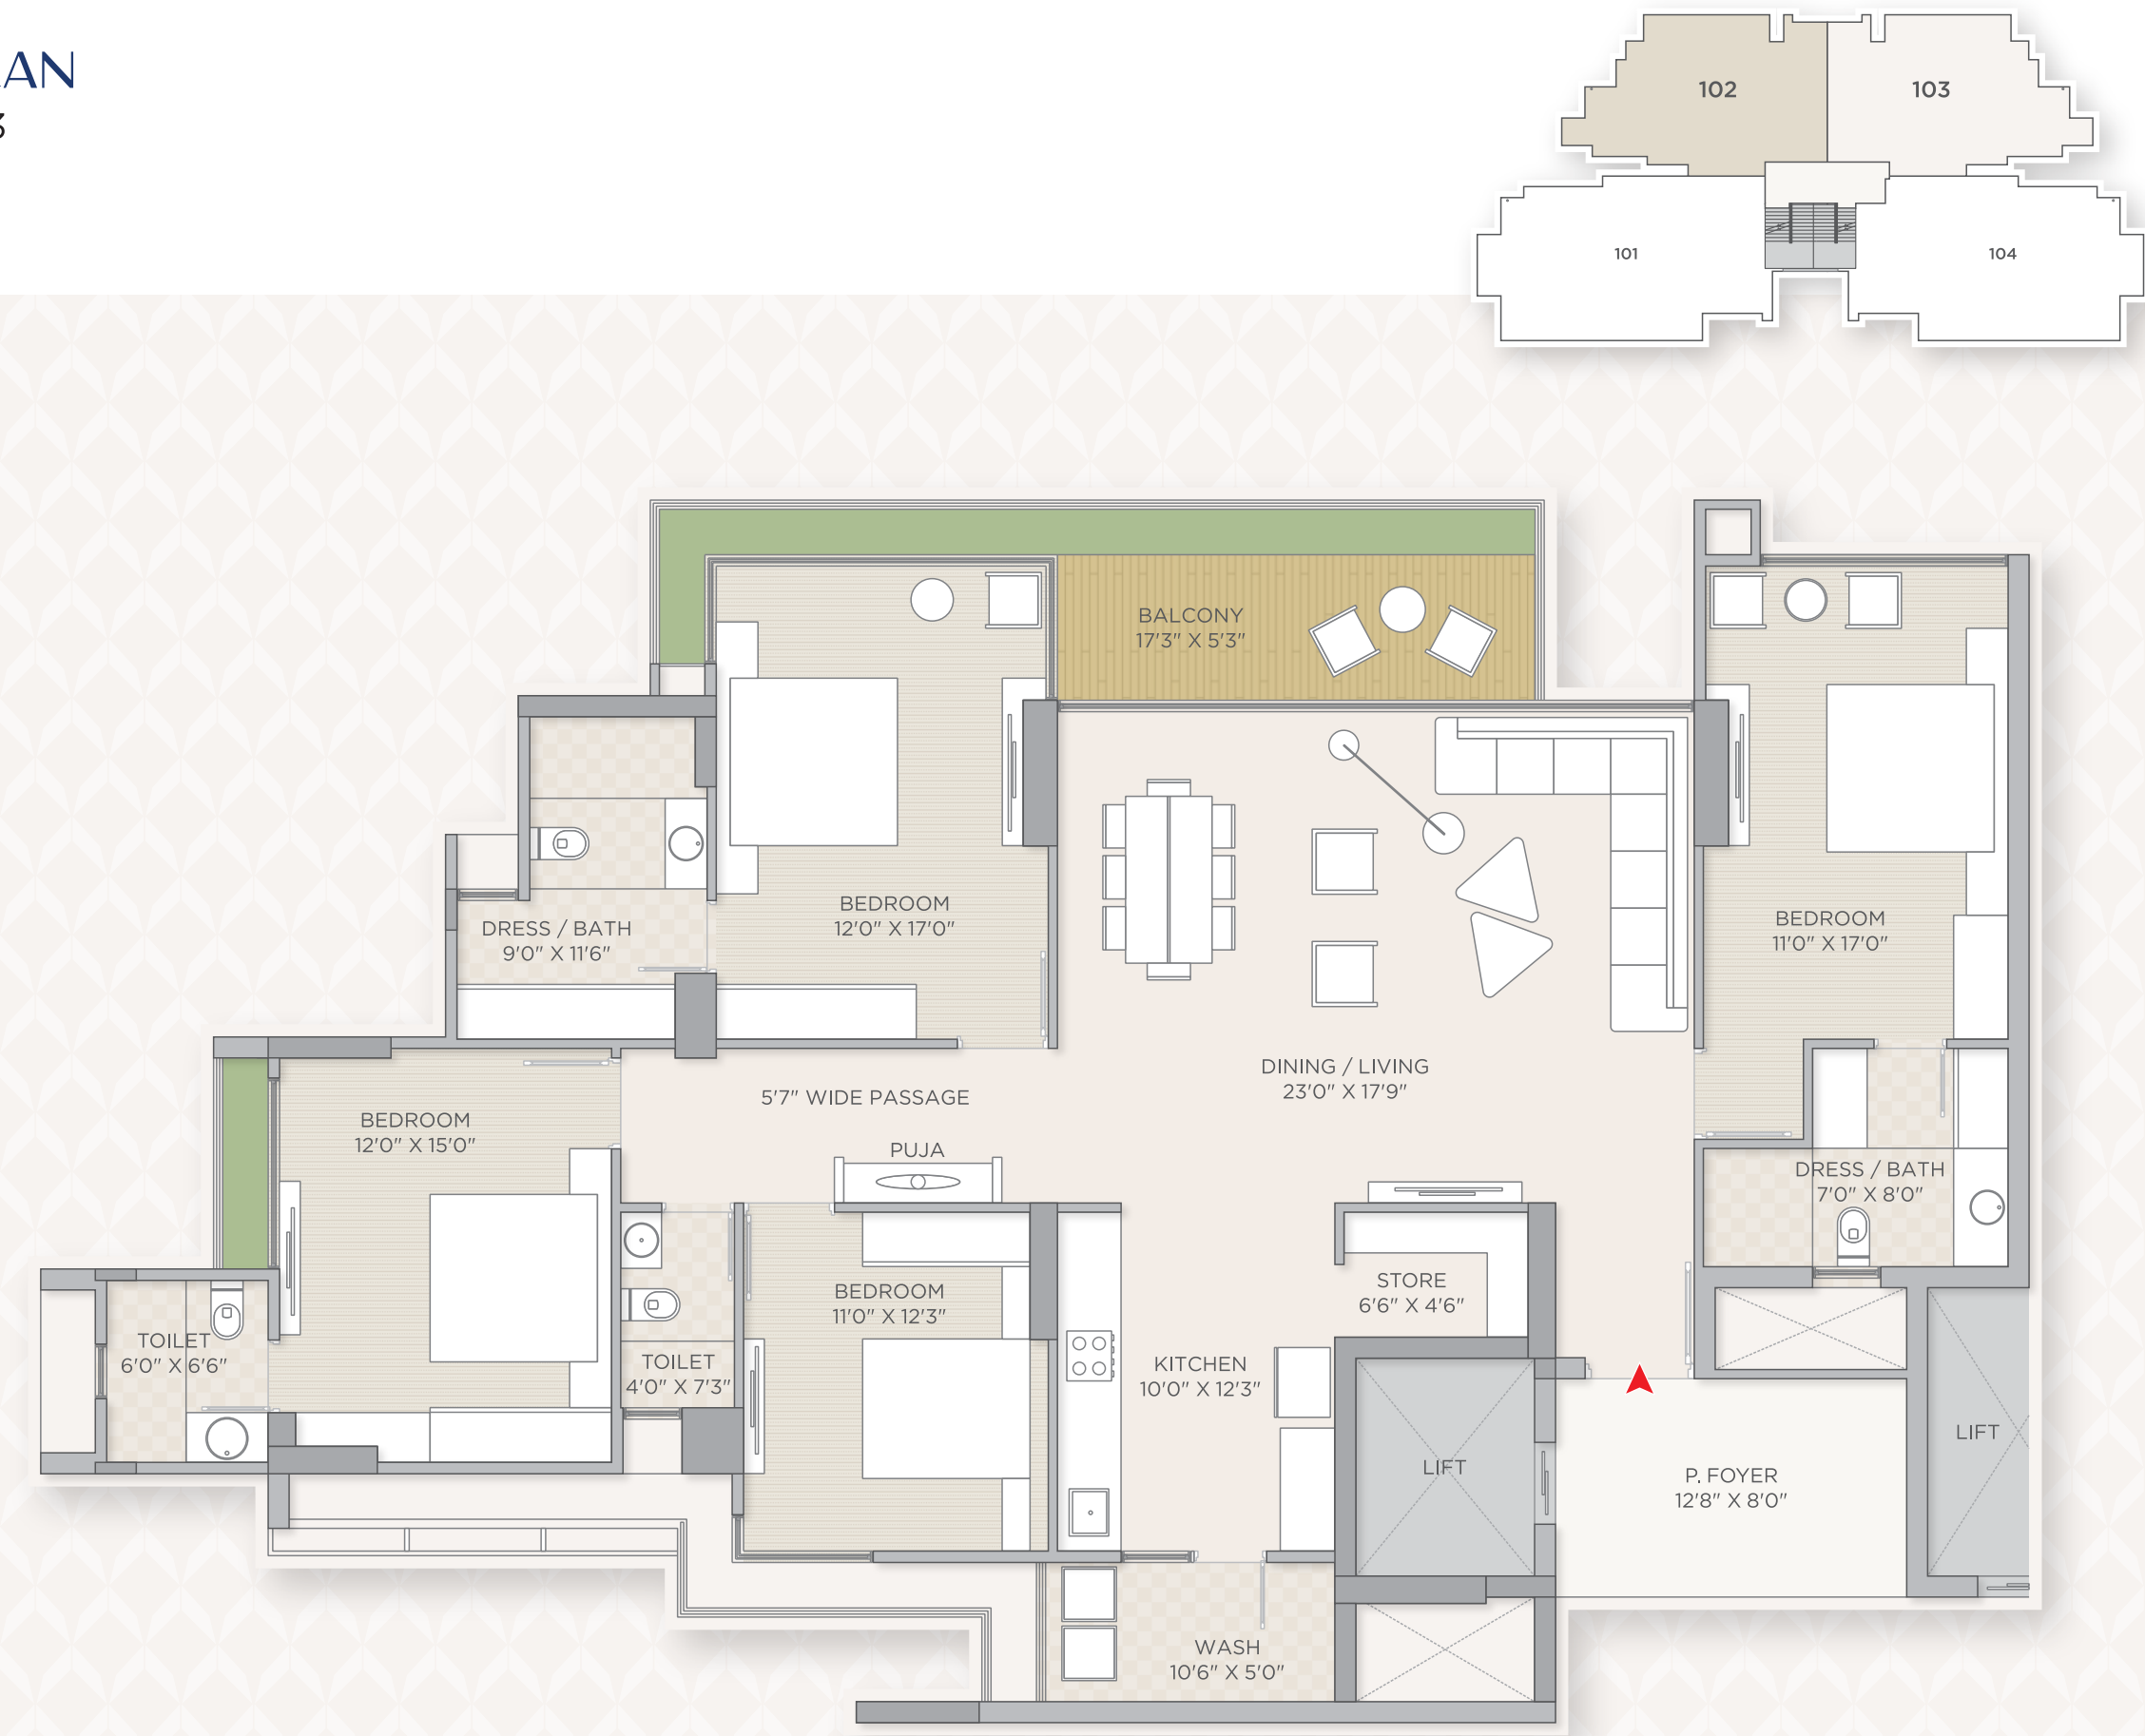 AN
3
102
103
101
104
BALCONY
17'3" X 5'3"
BEDROOM
12'0" X 17'0"
DRESS / BATH
9'0" X 11'6"
BEDROOM
11'0" X 17'0"
DINING / LIVING
23'0" X 17'9"
5'7" WIDE PASSAGE
BEDROOM
12'0" X 15'0"
PUJA
DRESS / BATH
7'0" X 8'0"
BEDROOM
11'0" X 12'3"
STORE
6'6" X 4'6"
TOILET
6'0" X 6'6"
TOILET
4'0" X 7'3"
KITCHEN
10'0" X 12'3"
LIFT
LIFT
P. FOYER
12'8" X 8'0"
WASH
10'6" X 5'0"